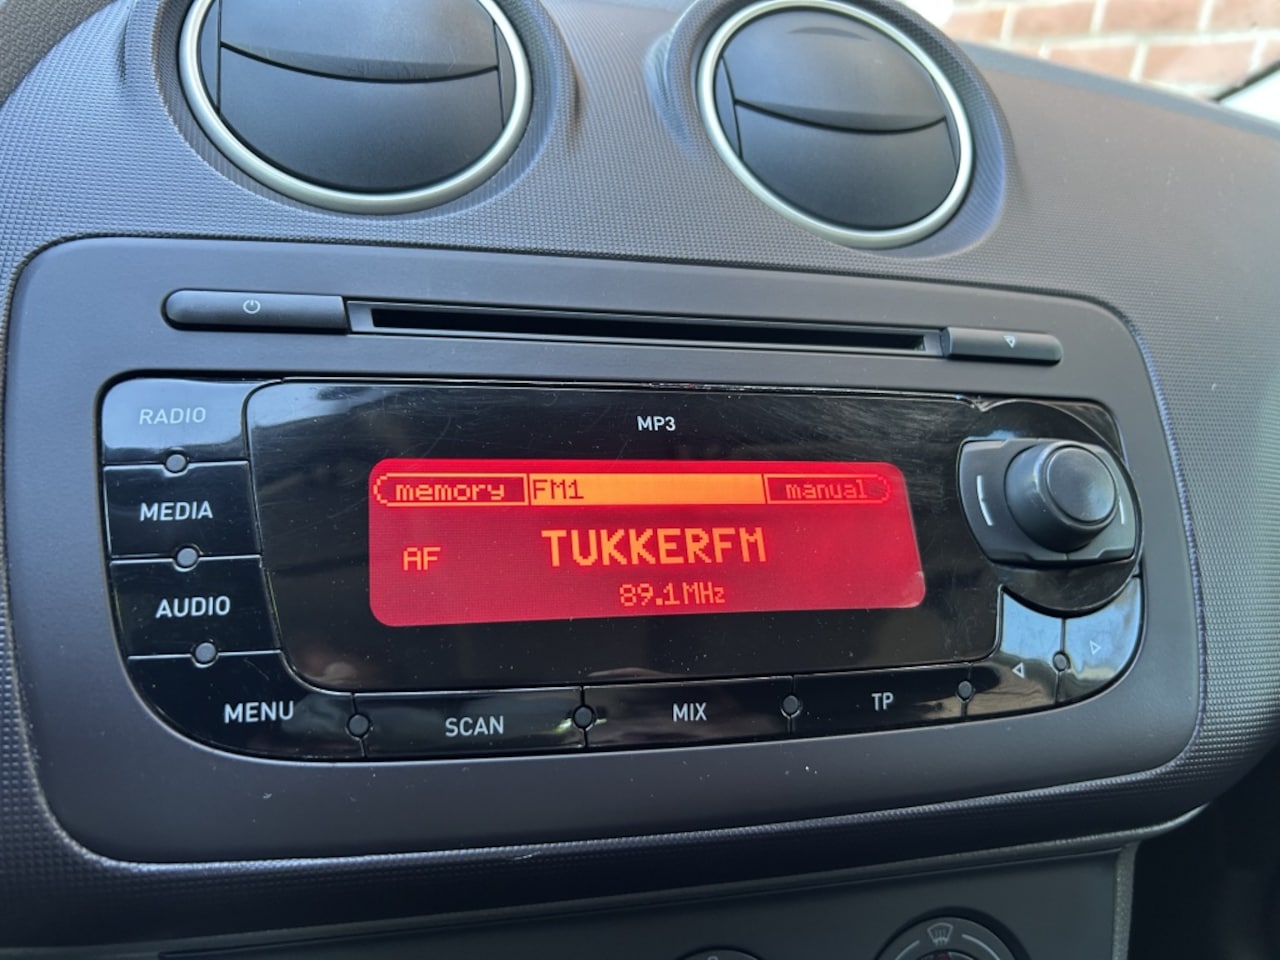 RADIO
MP3
memory FM1 manual
MEDIA
AF TUKKERFM
89.1MHz
AUDIO
MENU SCAN MIX TP